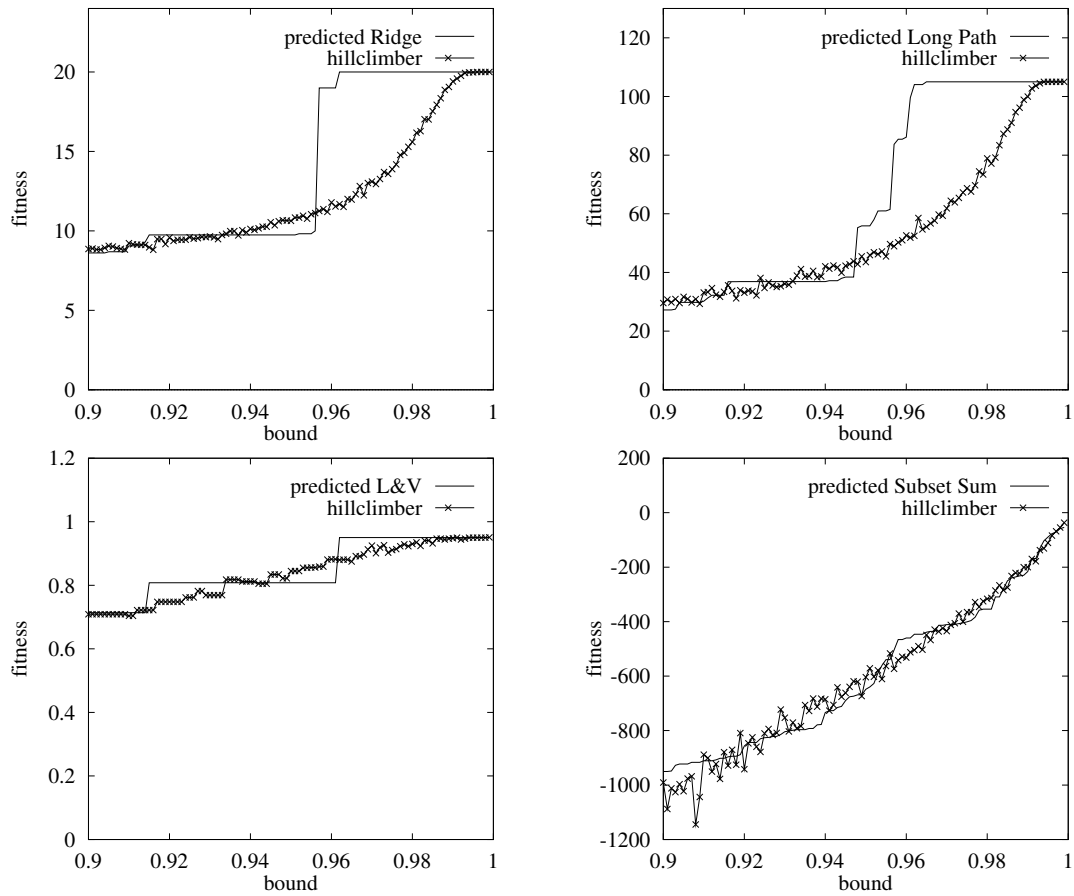 predicted Ridge
hillclimber
20
15
10
5
0
fitness
0.9 0.92 0.94 0.96 0.98 1
bound
predicted Long Path
hillclimber
120
100
80
60
40
20
0
fitness
0.9 0.92 0.94 0.96 0.98 1
bound
1.2
predicted L&V
hillclimber
1
0.8
0.6
0.4
0.2
0
fitness
0.9 0.92 0.94 0.96 0.98 1
bound
200
predicted Subset Sum
hillclimber
0
-200
-400
-600
-800
-1000
-1200
fitness
0.9 0.92 0.94 0.96 0.98 1
bound